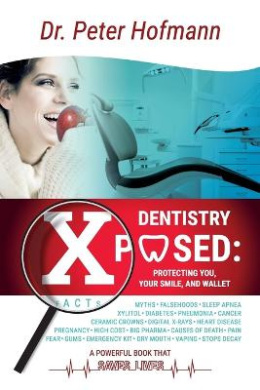 Dr. Peter Hofmann
DENTISTRY
XPOSED:
PROTECTING YOU,
YOUR SMILE, AND WALLET
FACTS
MYTHS • FALSEHOODS • SLEEP APNEA
XYLITOL • DIABETES • PNEUMONIA • CANCER
CERAMIC CROWNS • DIGITAL X-RAYS • HEART DISEASE
PREGNANCY • HIGH COST • BIG PHARMA • CAUSES OF DEATH • PAIN
FEAR • GUMS • EMERGENCY KIT • DRY MOUTH • VAPING • STOPS DECAY
A POWERFUL BOOK THAT